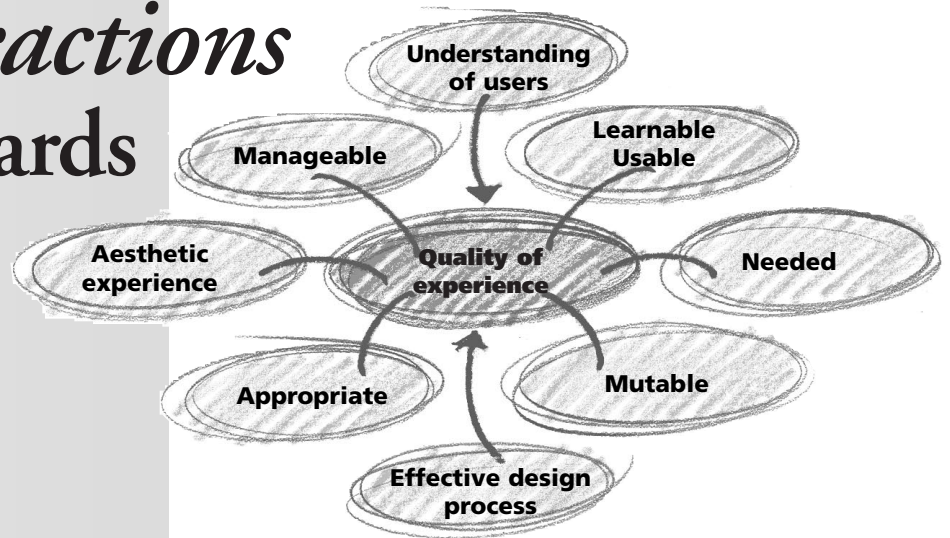 actions
ards
Understanding
of users
Manageable
Learnable
Usable
Aesthetic
experience
Quality of
experience
Needed
Appropriate
Mutable
Effective design
process